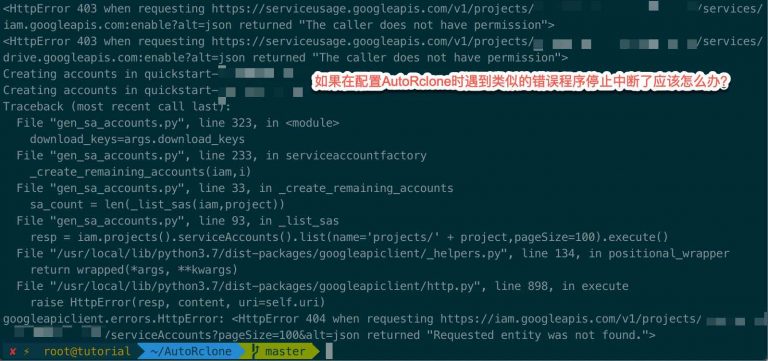 <HttpError 403 when requesting https://serviceusage.googleapis.com/v1/projects/ /services/
iam.googleapis.com:enable?alt=json returned "The caller does not have permission">
<HttpError 403 when requesting https://serviceusage.googleapis.com/v1/projects/ /services/
drive.googleapis.com:enable?alt=json returned "The caller does not have permission">
Creating accounts in quickstart-
Creating accounts in quickstart-
如果在配置AutoRclone时遇到类似的错误程序停止中断了应该怎么办?
Traceback (most recent call last):
File "gen_sa_accounts.py", line 323, in <module>
download_keys=args.download_keys
File "gen_sa_accounts.py", line 233, in serviceaccountfactory
_create_remaining_accounts(iam,i)
File "gen_sa_accounts.py", line 33, in _create_remaining_accounts
sa_count = len(_list_sas(iam,project))
File "gen_sa_accounts.py", line 93, in _list_sas
resp = iam.projects().serviceAccounts().list(name='projects/' + project,pageSize=100).execute()
File "/usr/local/lib/python3.7/dist-packages/googleapiclient/_helpers.py", line 134, in positional_wrapper
return wrapped(*args, **kwargs)
File "/usr/local/lib/python3.7/dist-packages/googleapiclient/http.py", line 898, in execute
raise HttpError(resp, content, uri=self.uri)
googleapiclient.errors.HttpError: <HttpError 404 when requesting https://iam.googleapis.com/v1/projects/
/serviceAccounts?pageSize=100&alt=json returned "Requested entity was not found.">
✘ ⚡ root@tutorial ~/AutoRclone master